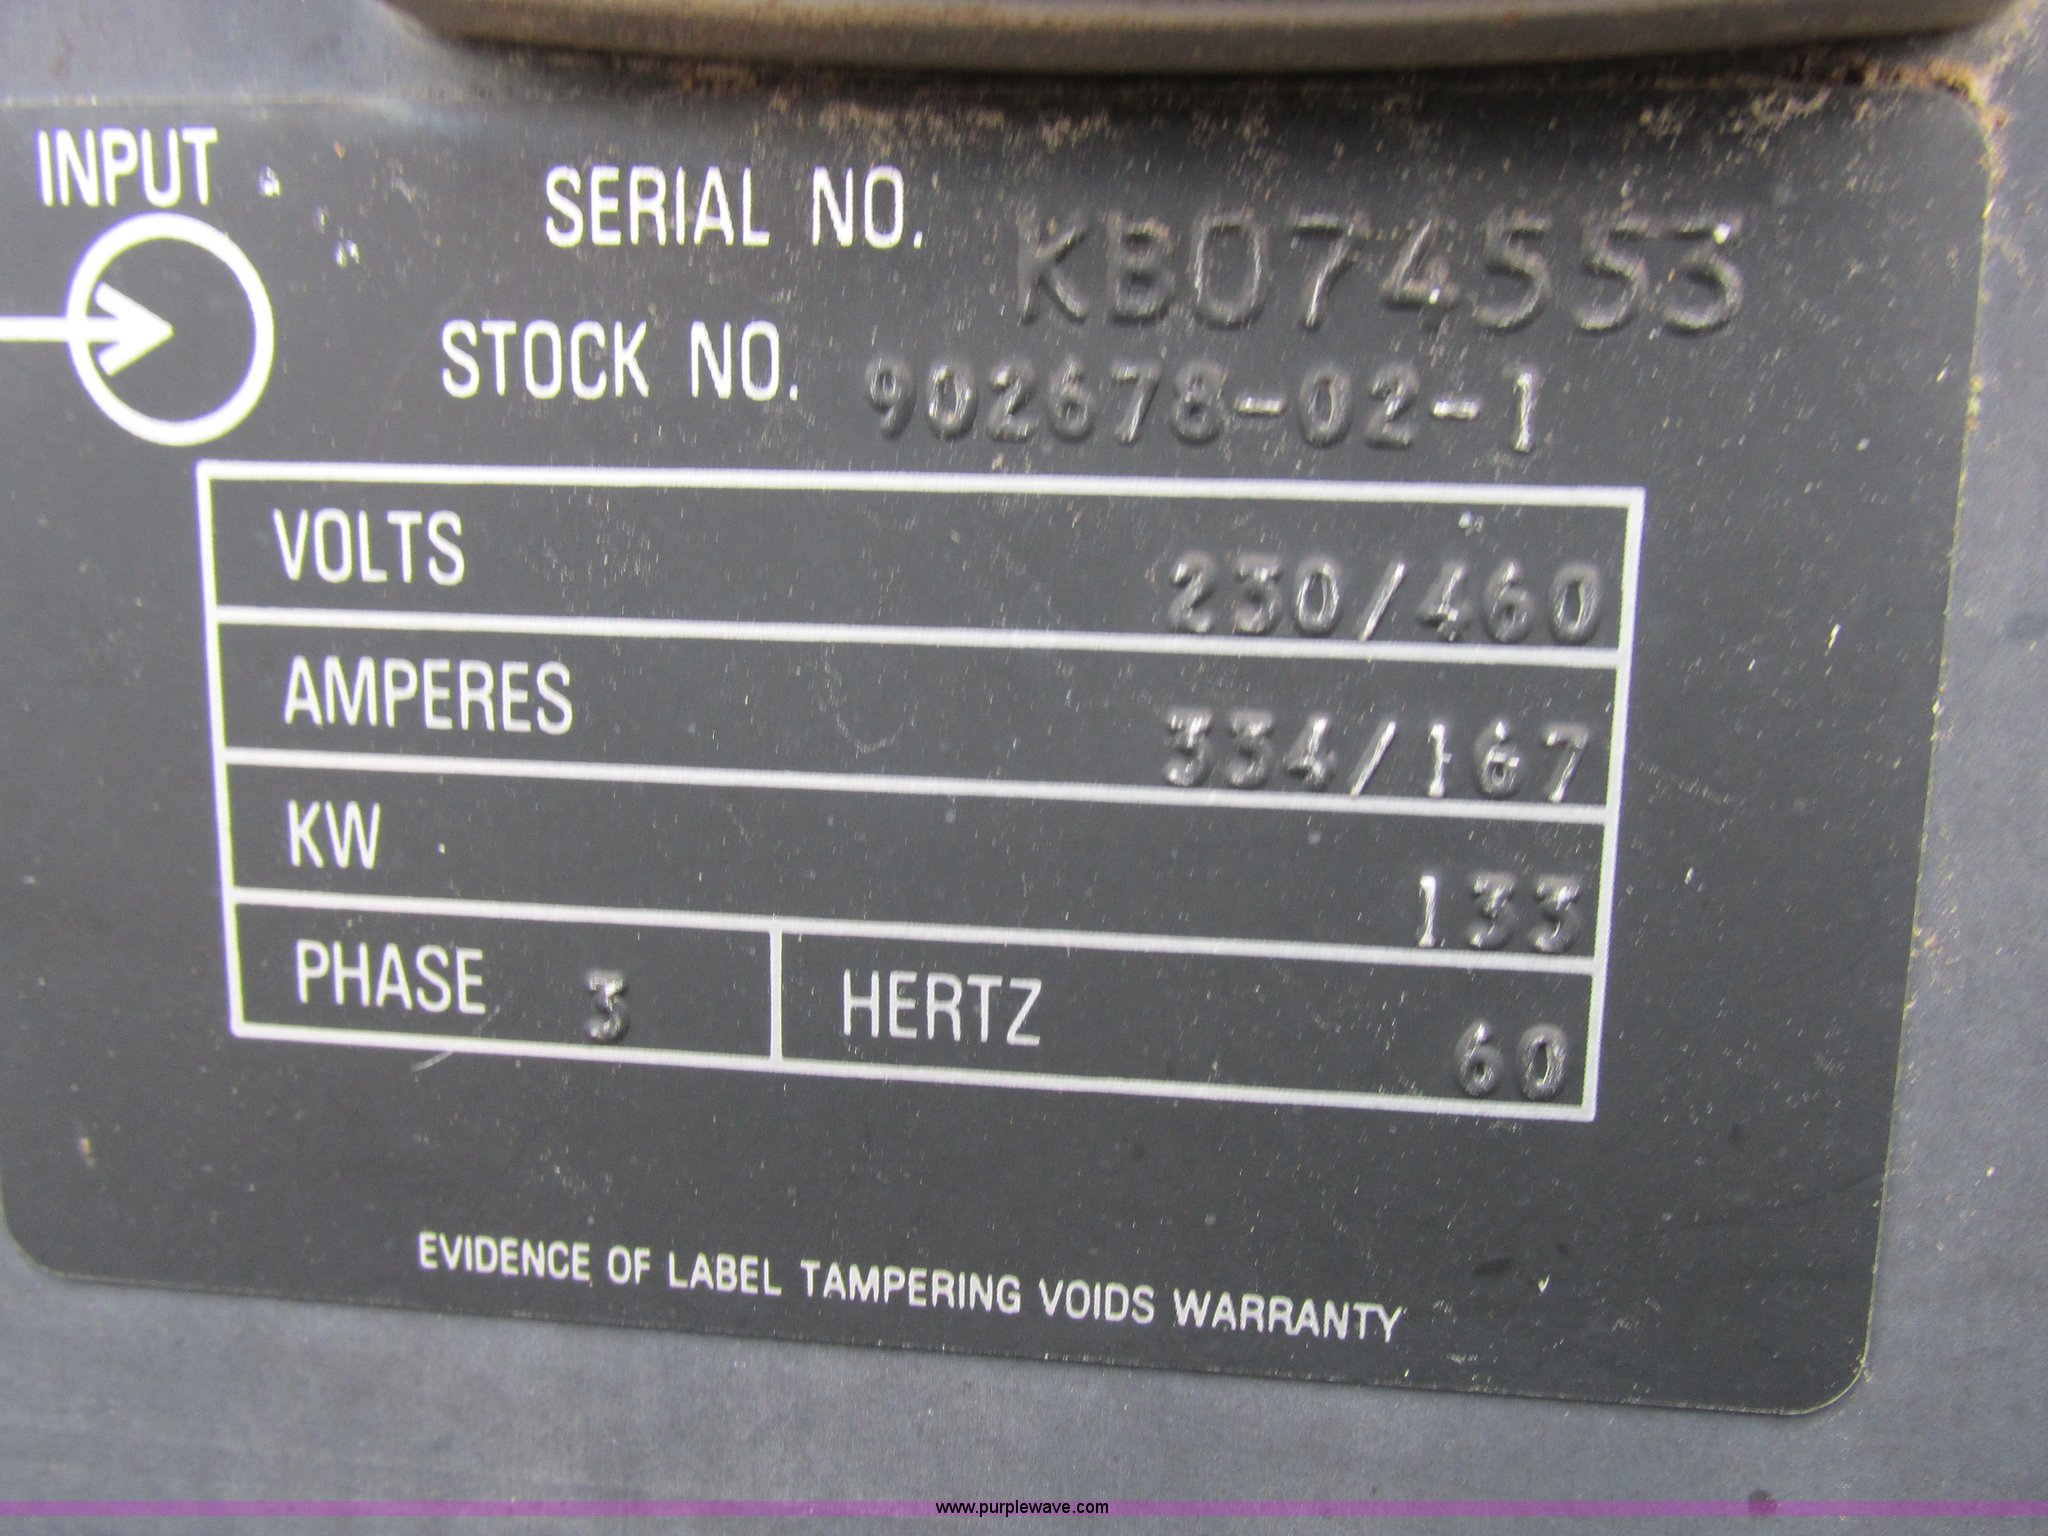 INPUT
SERIAL NO. KB074553
STOCK NO. 902678-02-1
VOLTS 230/460
AMPERES 334/167
KW 133
PHASE 3 HERTZ 60
EVIDENCE OF LABEL TAMPERING VOIDS WARRANTY
www.purplewave.com